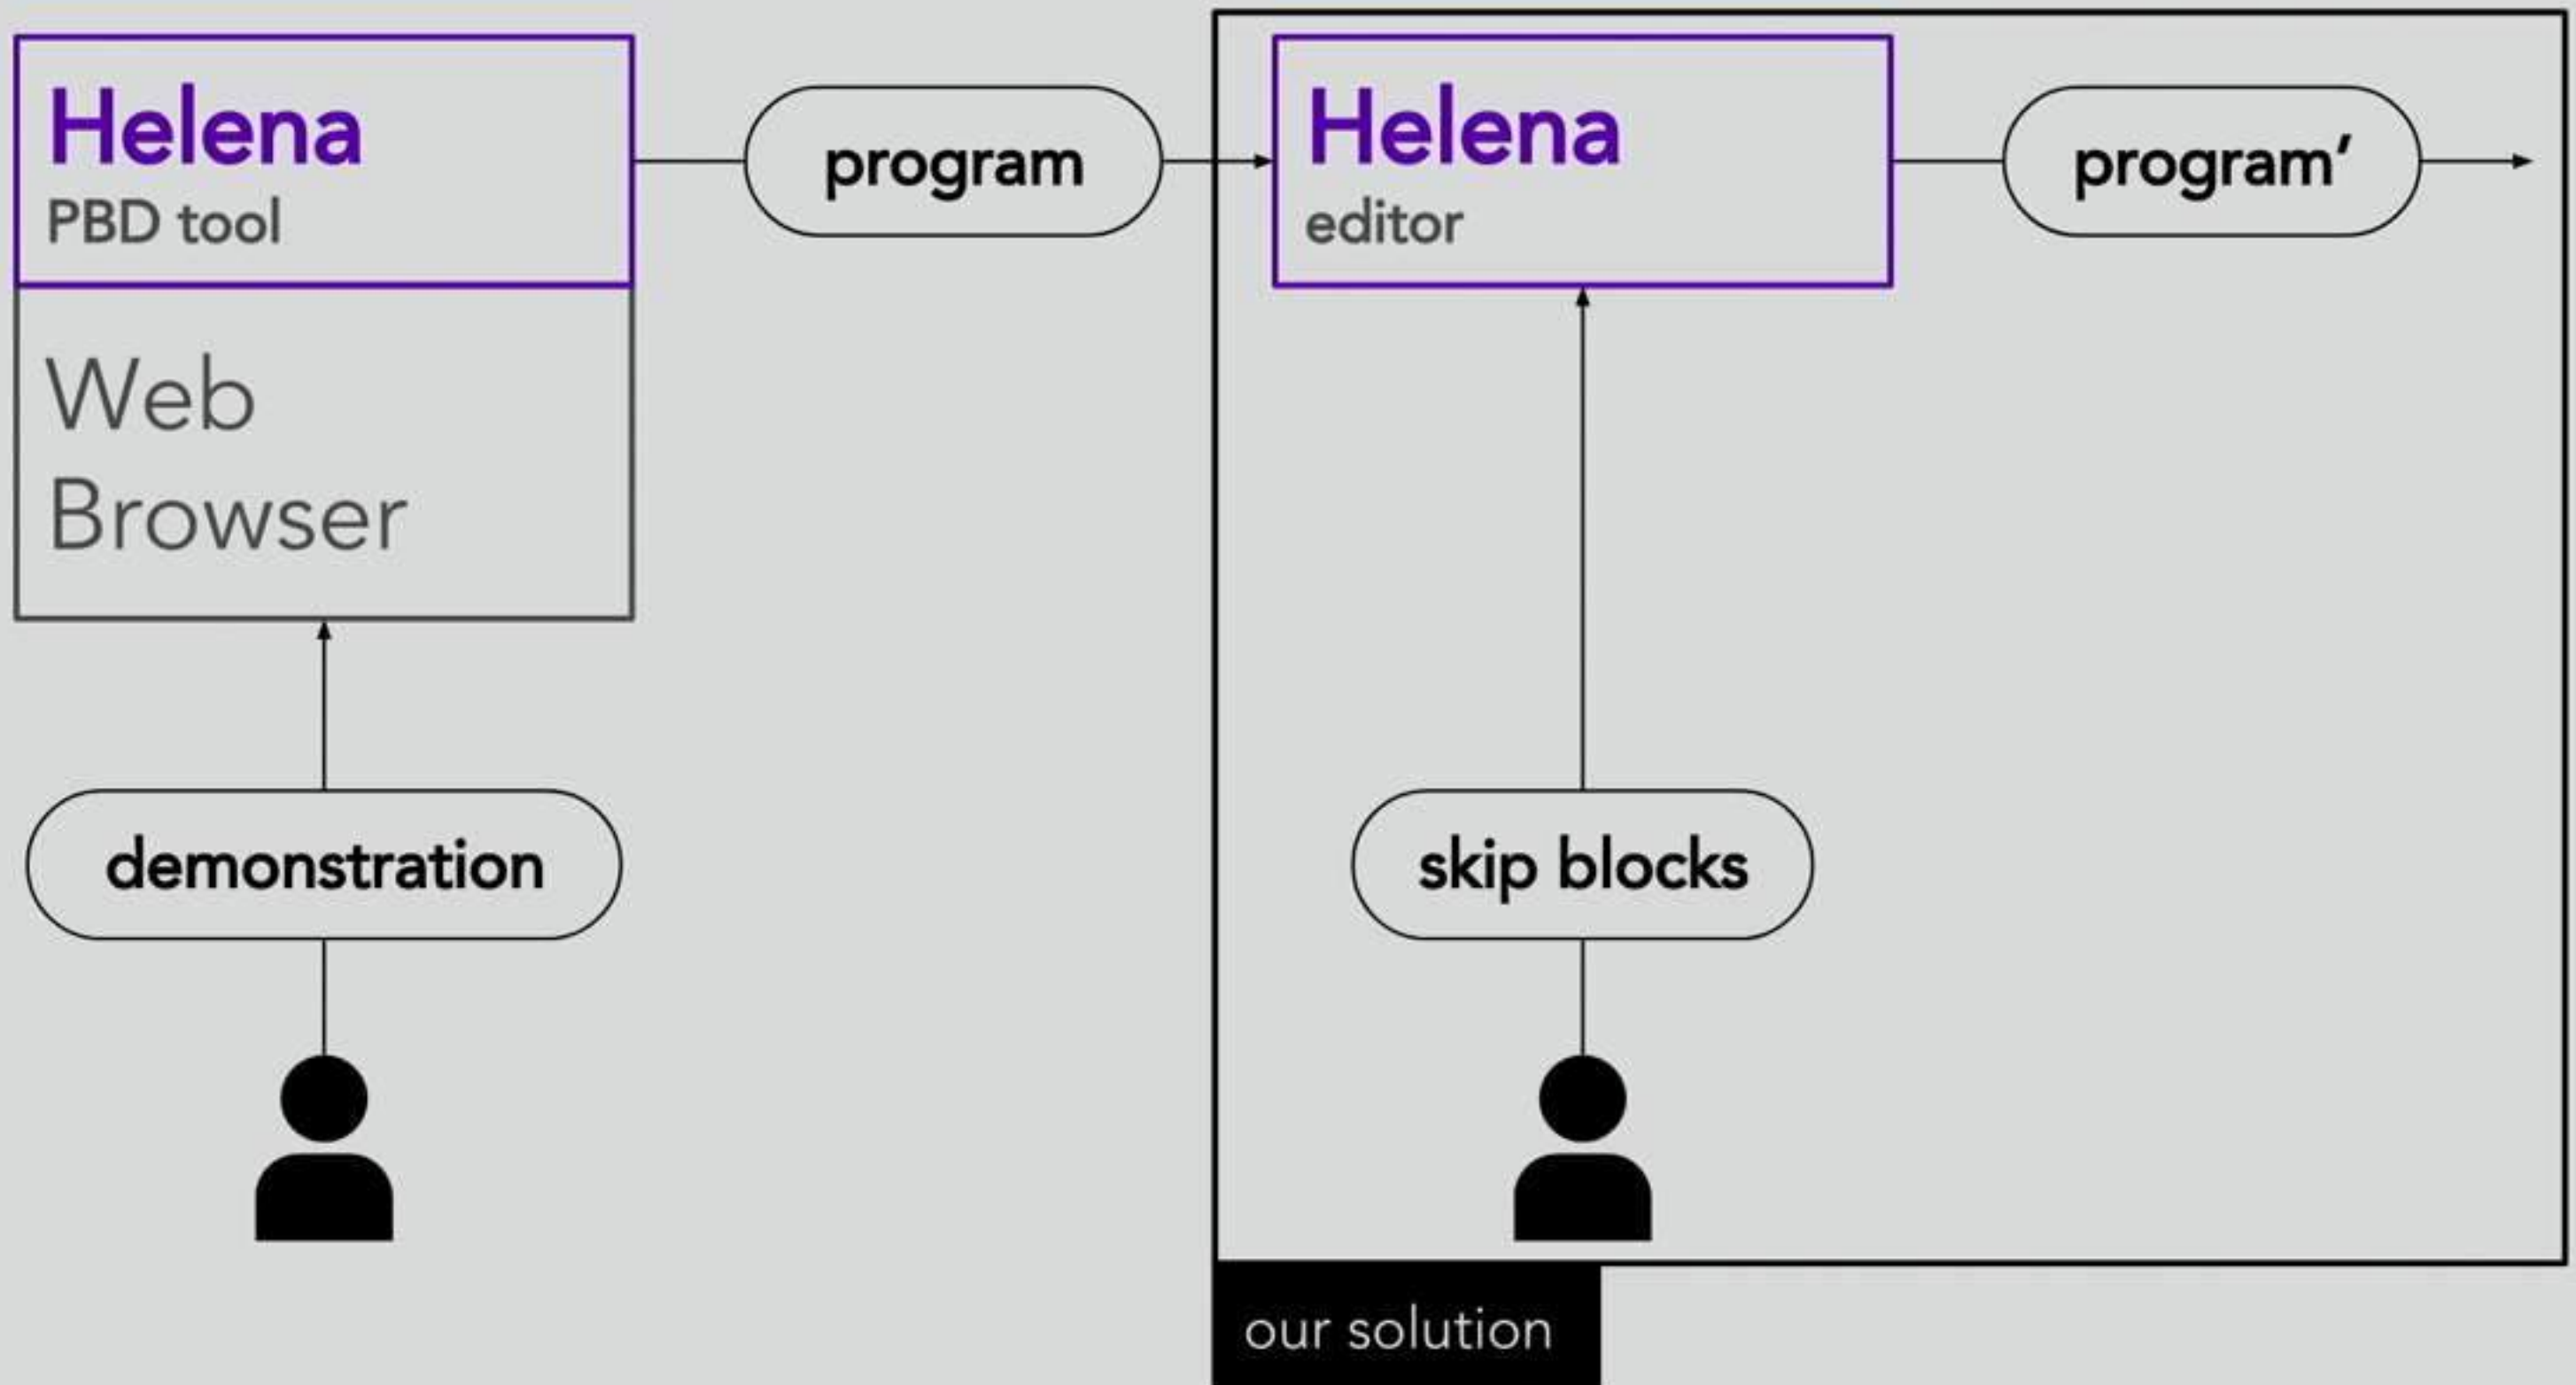 Helena
PBD tool
Web
Browser
demonstration
program
Helena
editor
program′
skip blocks
our solution